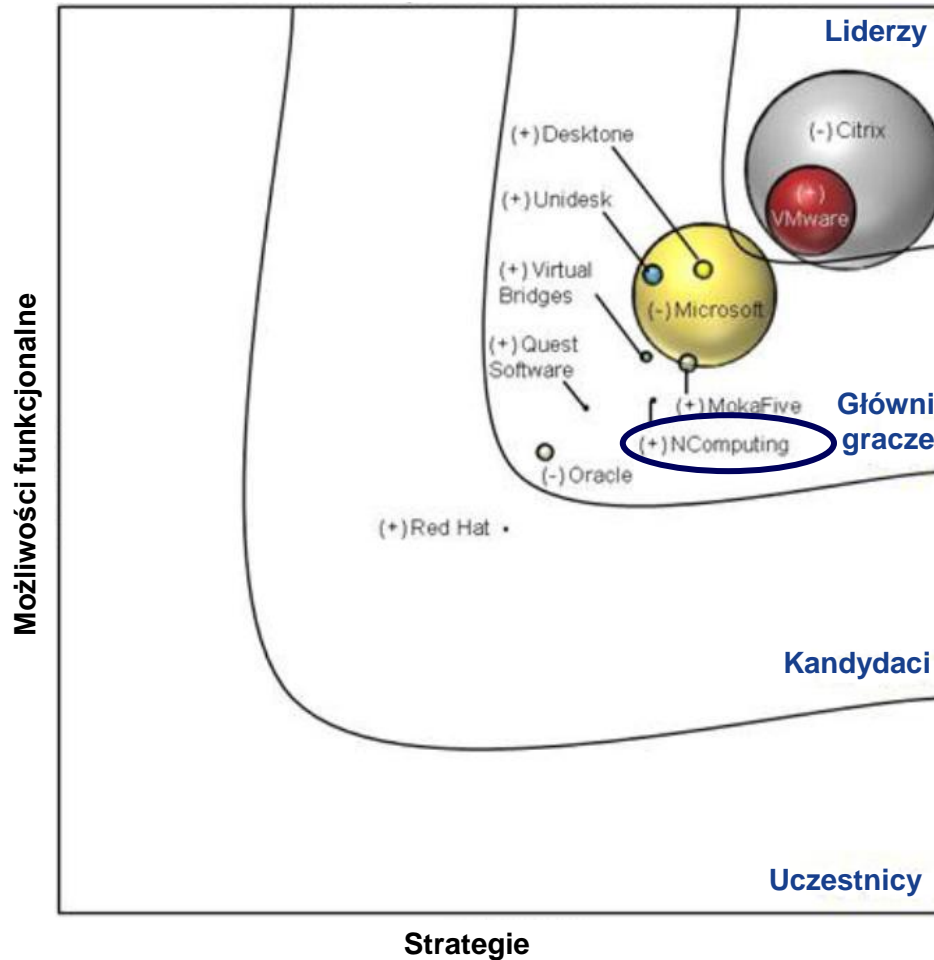 Liderzy
(-) Citrix
(+) Desktone
(+)
VMware
(+) Unidesk
(+) Virtual
Bridges
(-) Microsoft
(+) Quest
Software
(+) MokaFive
Główni
gracze
(+) NComputing
(-) Oracle
(+) Red Hat
Możliwości funkcjonalne
Kandydaci
Uczestnicy
Strategie